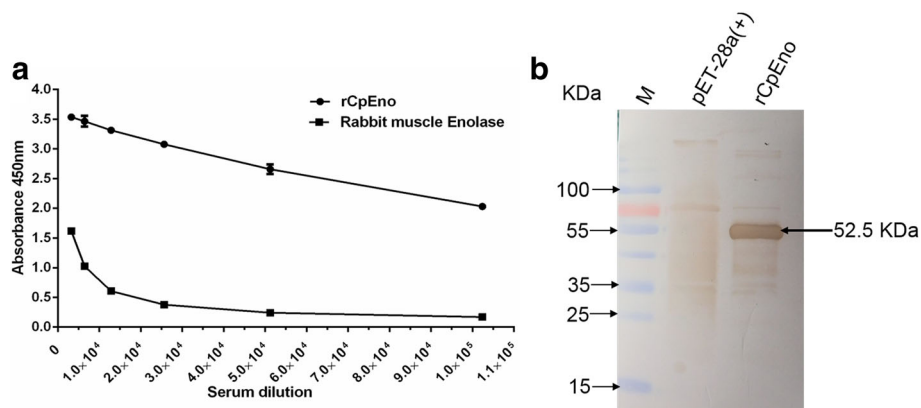 a
4.0
3.5
3.0
2.5
2.0
1.5
1.0
0.5
0.0
Absorbance 450nm
rCpEno
Rabbit muscle Enolase
0
1.0×10⁴
2.0×10⁴
3.0×10⁴
4.0×10⁴
5.0×10⁴
6.0×10⁴
7.0×10⁴
8.0×10⁴
9.0×10⁴
1.0×10⁵
1.1×10⁵
Serum dilution
b
KDa
M
pET-28a(+)
rCpEno
100
55
52.5 KDa
35
25
15